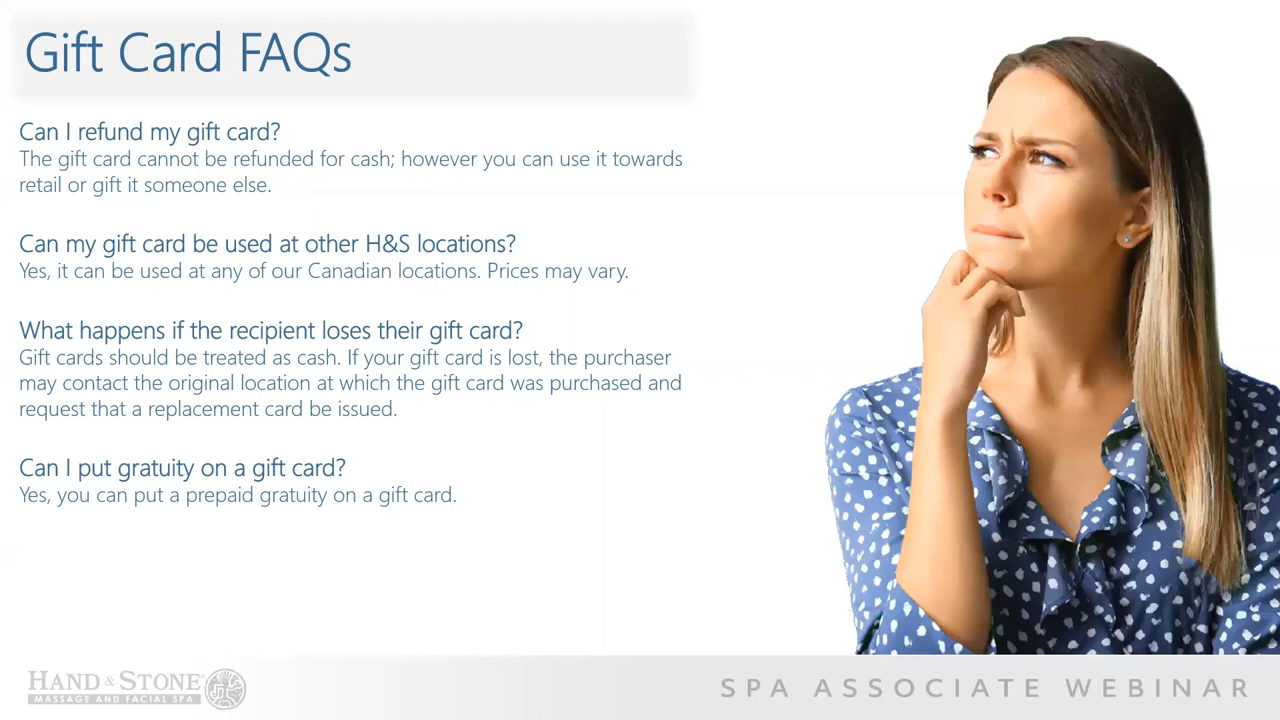 Gift Card FAQs
Can I refund my gift card?
The gift card cannot be refunded for cash; however you can use it towards
retail or gift it someone else.
Can my gift card be used at other H&S locations?
Yes, it can be used at any of our Canadian locations. Prices may vary.
What happens if the recipient loses their gift card?
Gift cards should be treated as cash. If your gift card is lost, the purchaser
may contact the original location at which the gift card was purchased and
request that a replacement card be issued.
Can I put gratuity on a gift card?
Yes, you can put a prepaid gratuity on a gift card.
HAND & STONE®
MASSAGE AND FACIAL SPA
SPA ASSOCIATE WEBINAR